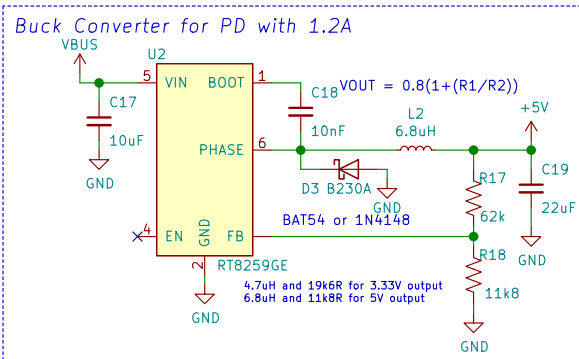 Buck Converter for PD with 1.2A
VBUS
U2
5 VIN BOOT 1
VOUT = 0.8(1+(R1/R2))
C17
10uF
GND
C18
10nF
L2
6.8uH
+5V
PHASE 6
D3 B230A
GND
R17
62k
C19
22uF
GND
BAT54 or 1N4148
4 EN GND FB 3
2
RT8259GE
GND
4.7uH and 19k6R for 3.33V output
6.8uH and 11k8R for 5V output
R18
11k8
GND